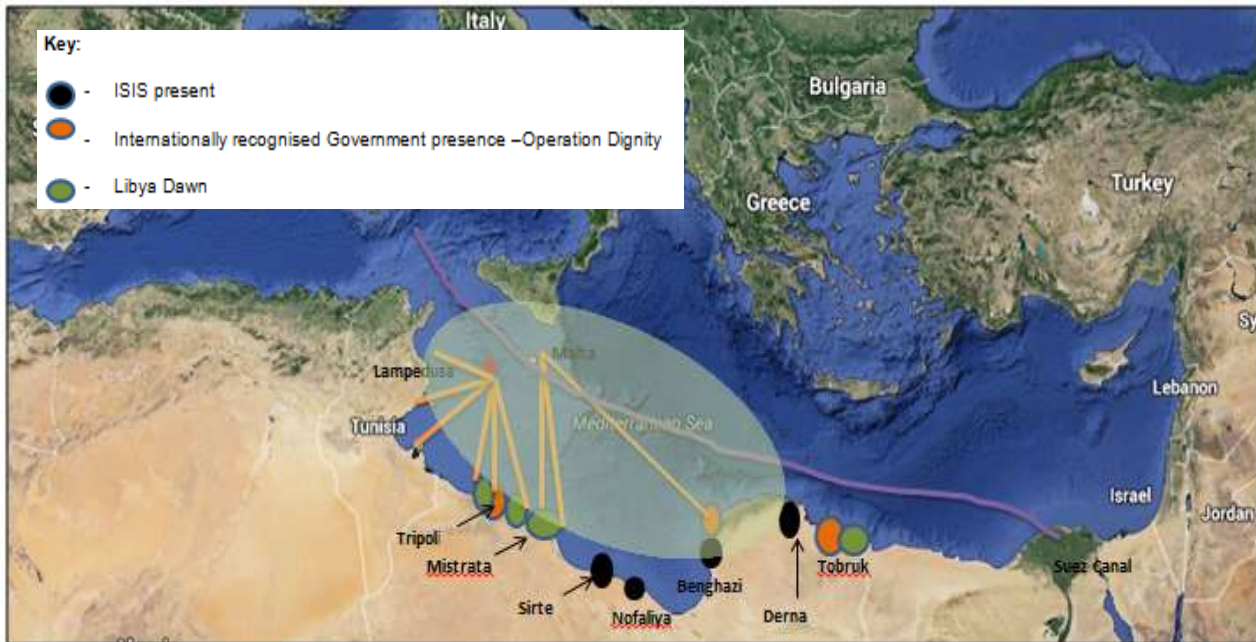 Italy
Key:
- ISIS present
- Internationally recognised Government presence –Operation Dignity
- Libya Dawn
Bulgaria
Turkey
Greece
Malta
Lampedusa
Lebanon
Tunisia
Mediterranean Sea
Israel
Jordan
Tripoli
Mistrata
Sirte
Nofaliya
Benghazi
Derna
Tobruk
Suez Canal